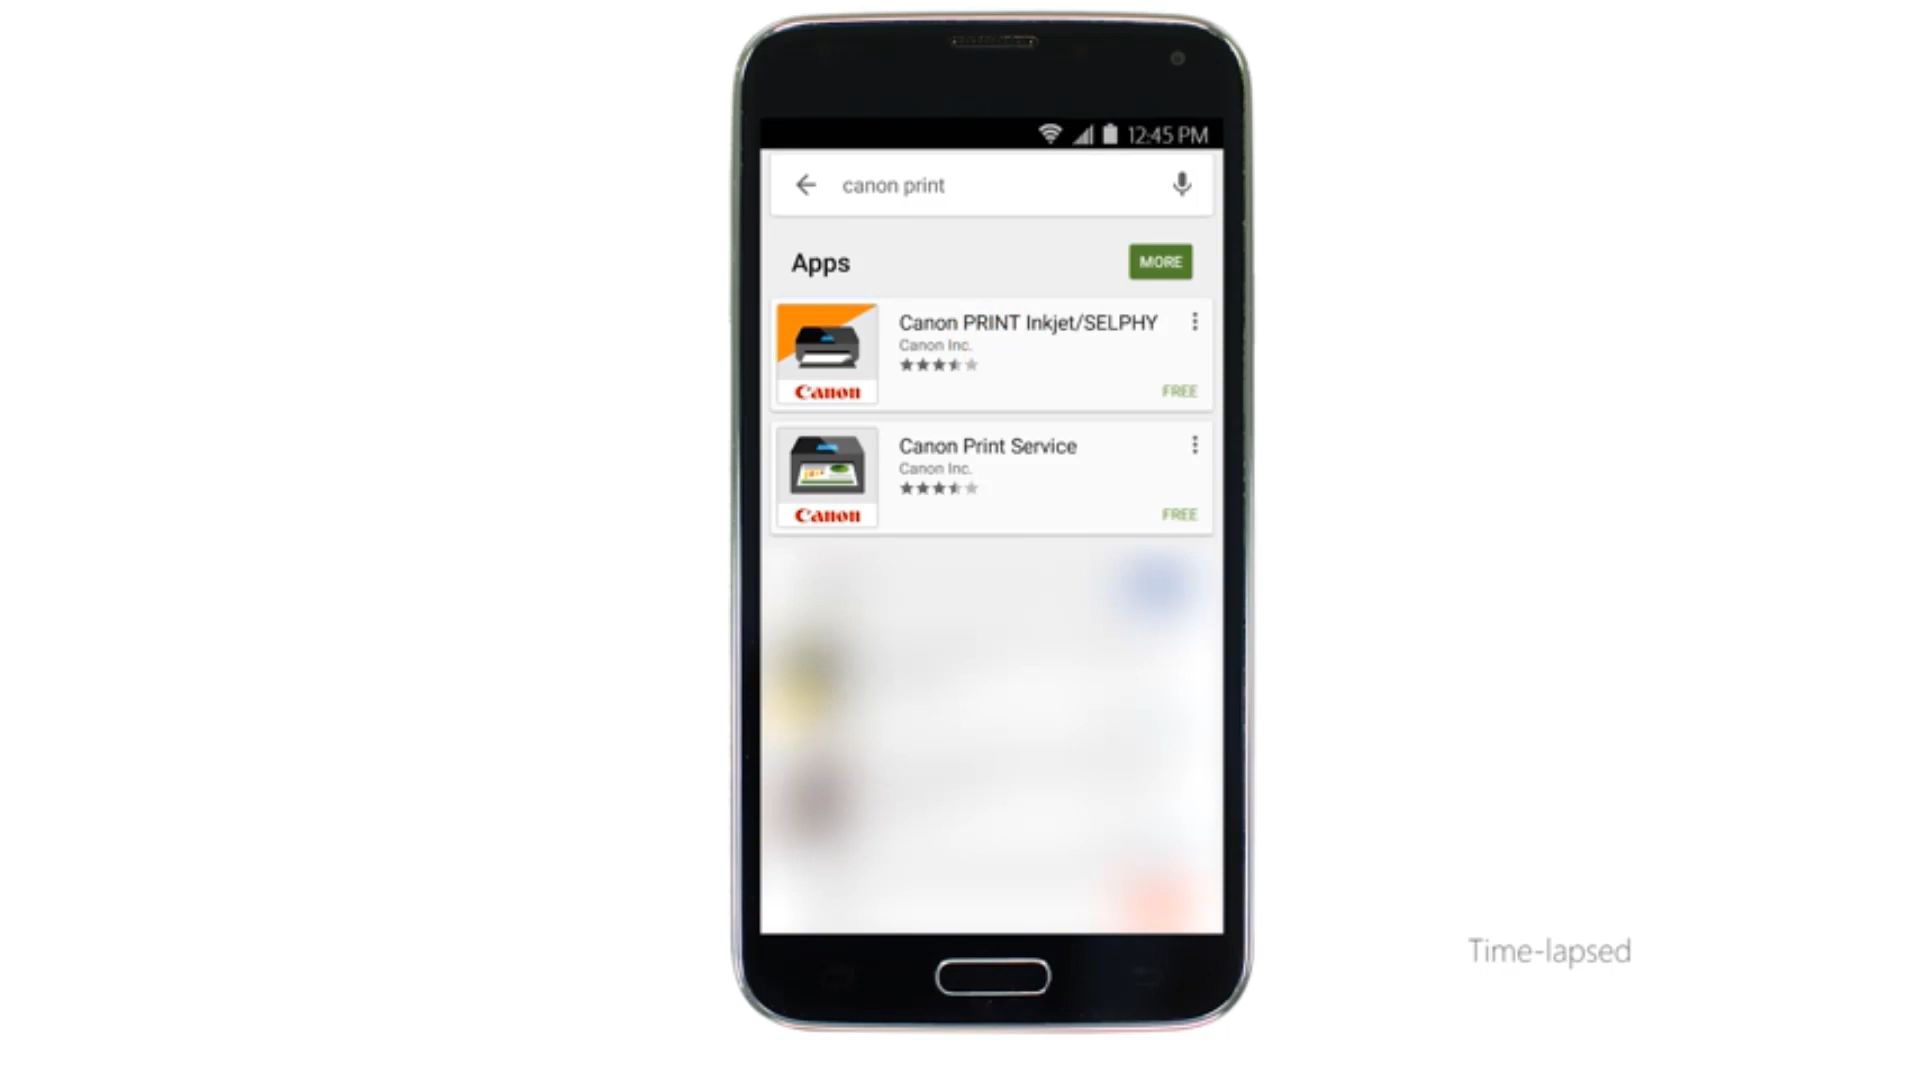 12:45 PM
canon print
Apps
MORE
Canon PRINT Inkjet/SELPHY
Canon Inc.
FREE
Canon
Canon Print Service
Canon Inc.
FREE
Canon
Time-lapsed